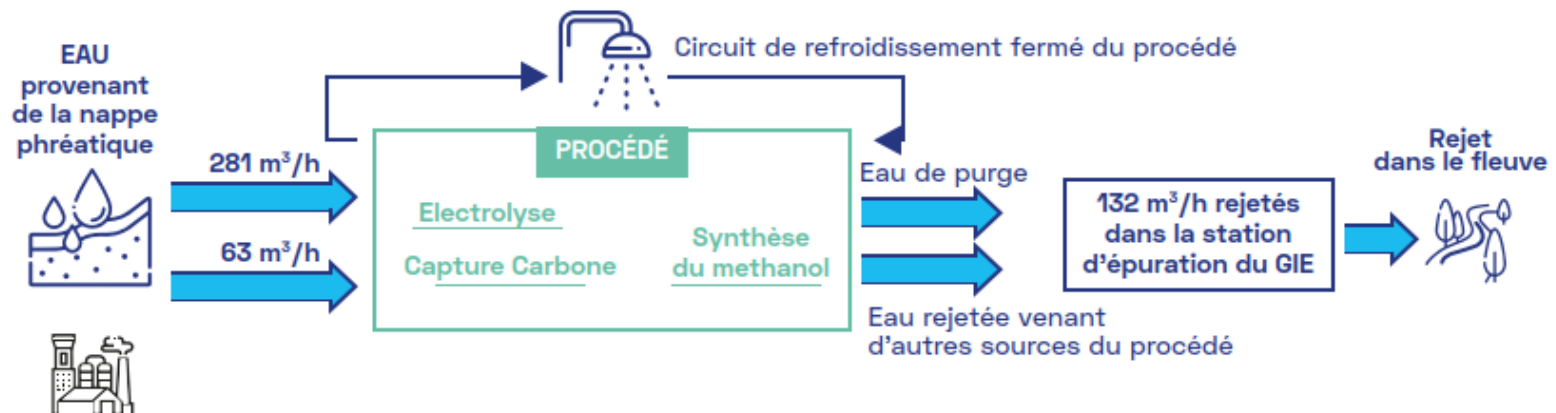 EAU
provenant
de la nappe
phréatique
281 m³/h
63 m³/h
Circuit de refroidissement fermé du procédé
PROCÉDÉ
Electrolyse
Capture Carbone
Synthèse
du methanol
Eau de purge
Eau rejetée venant
d'autres sources du procédé
132 m³/h rejetés
dans la station
d'épuration du GIE
Rejet
dans le fleuve